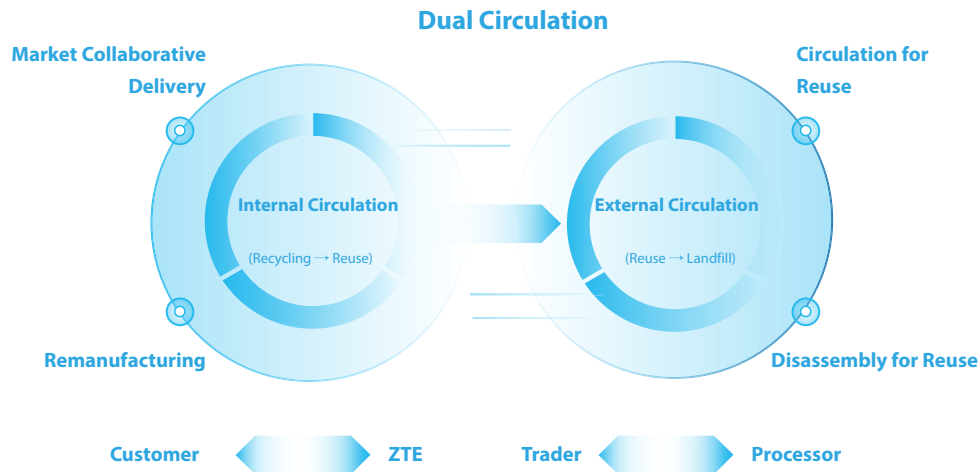 Dual Circulation
Market Collaborative
Delivery
Circulation for
Reuse
Internal Circulation
(Recycling → Reuse)
External Circulation
(Reuse → Landfill)
Remanufacturing
Disassembly for Reuse
Customer
ZTE
Trader
Processor